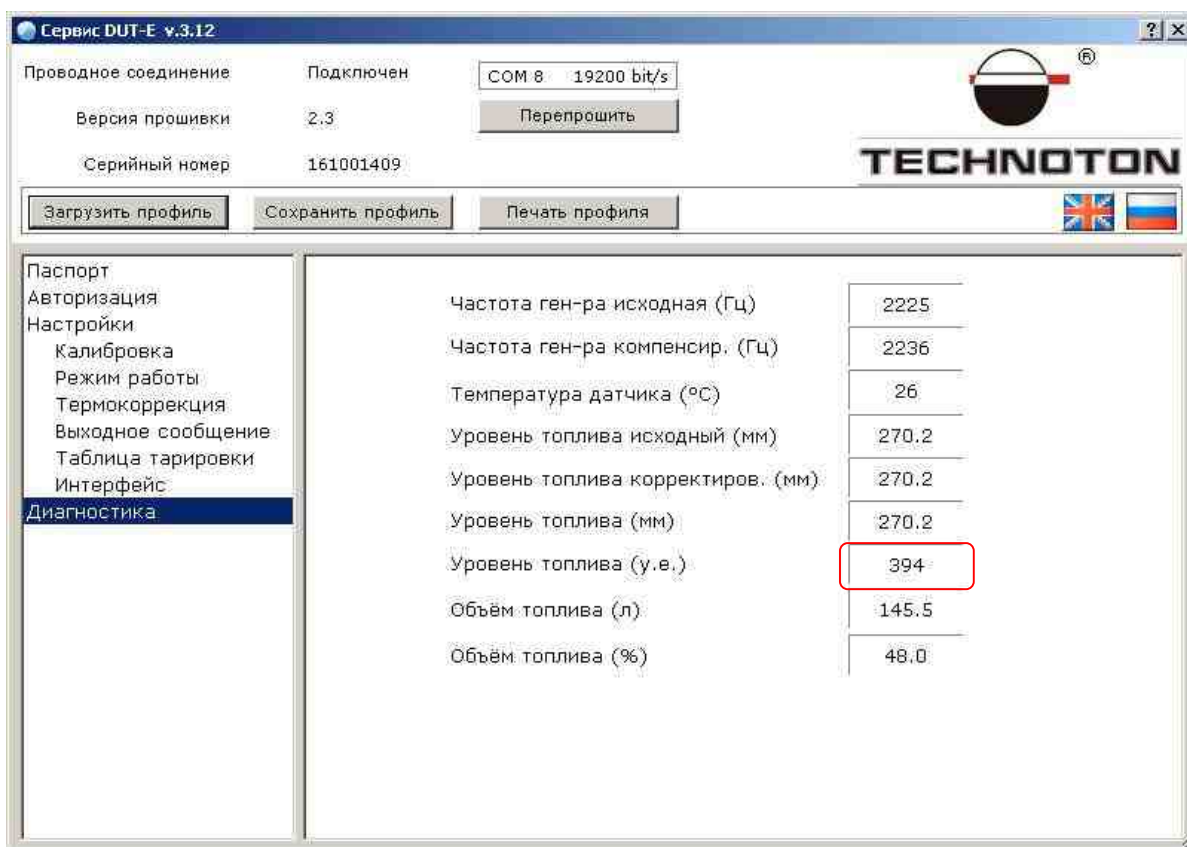 Сервис DUT-E v.3.12
Проводное соединение Подключен COM 8 19200 bit/s
®
Версия прошивки 2.3 Перепрошить
Серийный номер 161001409
TECHNOTON
Загрузить профиль Сохранить профиль Печать профиля
Паспорт
Авторизация
Настройки
Калибровка
Режим работы
Термокоррекция
Выходное сообщение
Таблица тарировки
Интерфейс
Диагностика
Частота ген-ра исходная (Гц) 2225
Частота ген-ра компенсир. (Гц) 2236
Температура датчика (ºC) 26
Уровень топлива исходный (мм) 270.2
Уровень топлива корректиров. (мм) 270.2
Уровень топлива (мм) 270.2
Уровень топлива (у.е.) 394
Объём топлива (л) 145.5
Объём топлива (%) 48.0